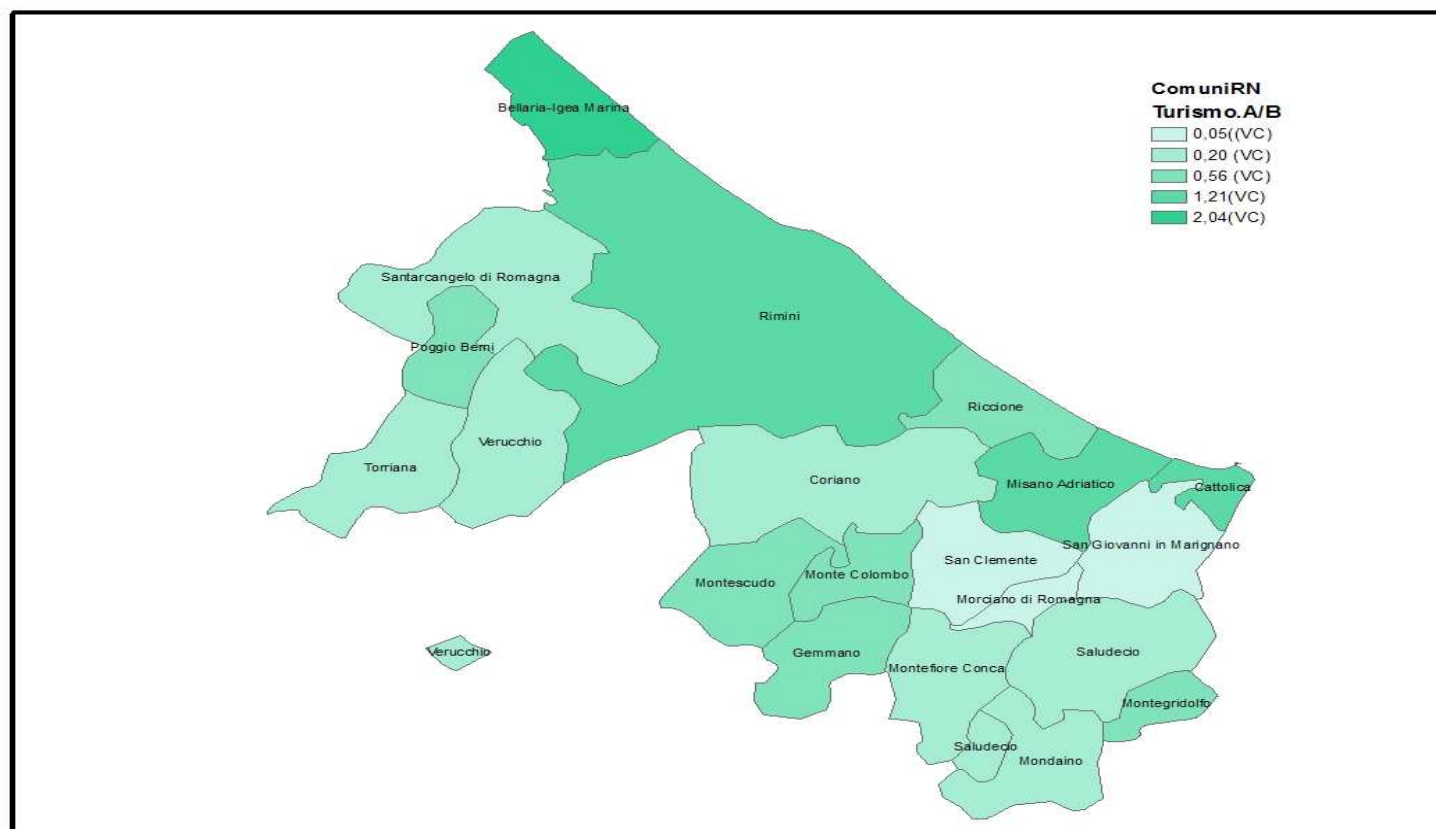 ComuniRN
Turismo.A/B
0,05((VC)
0,20 (VC)
0,56 (VC)
1,21(VC)
2,04(VC)
Bellaria-Igea Marina
Santarcangelo di Romagna
Rimini
Poggio Berni
Riccione
Verucchio
Torriana
Coriano
Misano Adriatico
Cattolica
San Giovanni in Marignano
San Clemente
Monte Colombo
Montescudo
Morciano di Romagna
Verucchio
Gemmano
Saludecio
Montefiore Conca
Montegridolfo
Saludecio
Mondaino